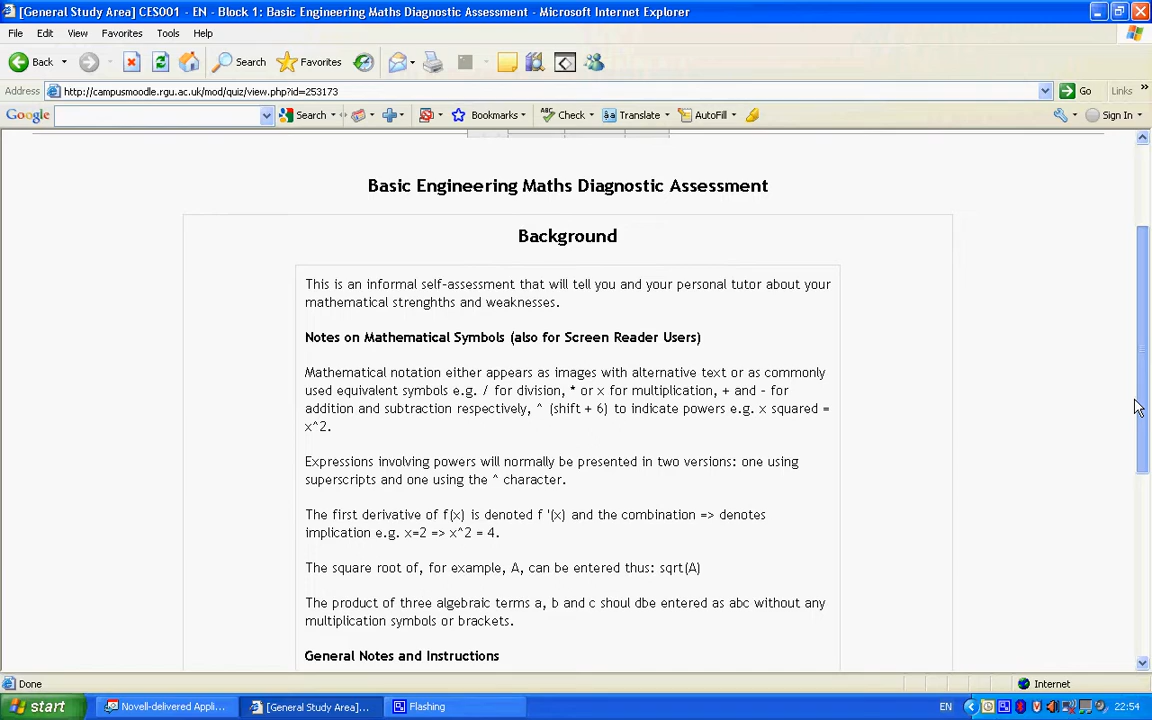 [General Study Area] CES001 - EN - Block 1: Basic Engineering Maths Diagnostic Assessment - Microsoft Internet Explorer
File Edit View Favorites Tools Help
Back Search Favorites
Address http://campusmoodle.rgu.ac.uk/mod/quiz/view.php?id=253173 Go Links »
Google Search Bookmarks ABC Check Translate AutoFill Sign In
Basic Engineering Maths Diagnostic Assessment
Background
This is an informal self-assessment that will tell you and your personal tutor about your
mathematical strenghths and weaknesses.
Notes on Mathematical Symbols (also for Screen Reader Users)
Mathematical notation either appears as images with alternative text or as commonly
used equivalent symbols e.g. / for division, * or x for multiplication, + and - for
addition and subtraction respectively, ^ (shift + 6) to indicate powers e.g. x squared =
x^2.
Expressions involving powers will normally be presented in two versions: one using
superscripts and one using the ^ character.
The first derivative of f(x) is denoted f '(x) and the combination => denotes
implication e.g. x=2 => x^2 = 4.
The square root of, for example, A, can be entered thus: sqrt(A)
The product of three algebraic terms a, b and c shoul dbe entered as abc without any
multiplication symbols or brackets.
General Notes and Instructions
Done Internet
start Novell-delivered Appli... [General Study Area]... Flashing EN 22:54